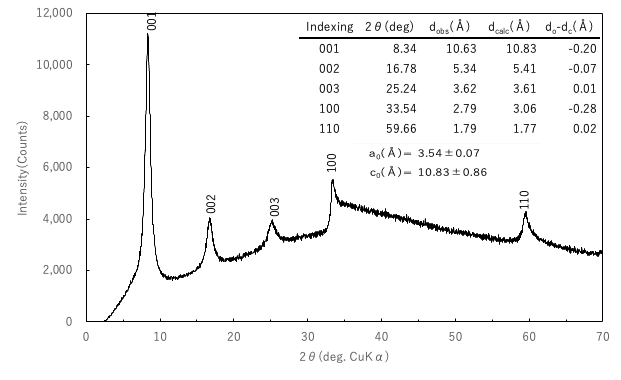 12,000
10,000
8,000
6,000
4,000
2,000
0
Intensity(Counts)
001
002
003
100
110
Indexing 2θ(deg) dobs(Å) dcalc(Å) do-dc(Å)
001 8.34 10.63 10.83 -0.20
002 16.78 5.34 5.41 -0.07
003 25.24 3.62 3.61 0.01
100 33.54 2.79 3.06 -0.28
110 59.66 1.79 1.77 0.02
a0(Å)= 3.54±0.07
c0(Å)= 10.83±0.86
0 10 20 30 40 50 60 70
2θ(deg. CuKα)